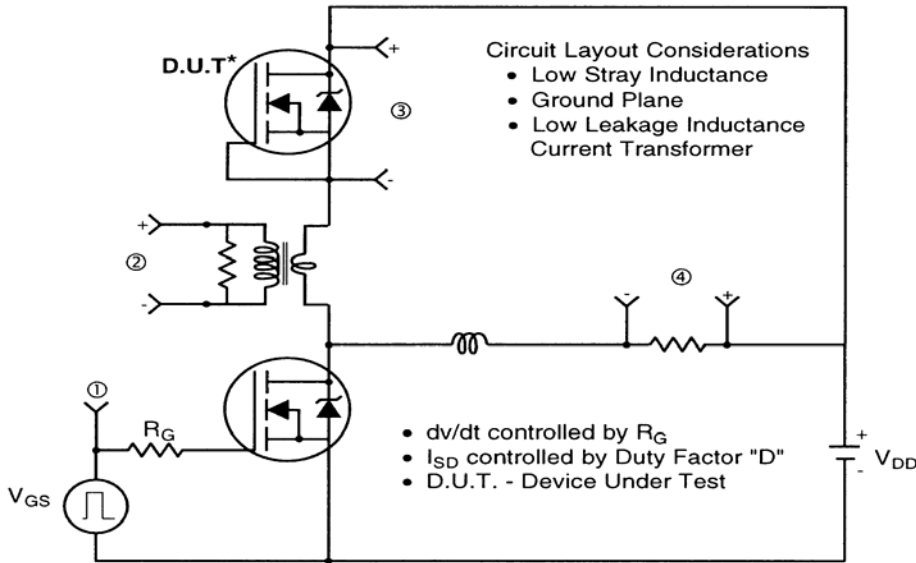 D.U.T*
+
③
-
Circuit Layout Considerations
• Low Stray Inductance
• Ground Plane
• Low Leakage Inductance
Current Transformer
+
②
-
④
- +
①
R_G
V_GS
• dv/dt controlled by R_G
• I_SD controlled by Duty Factor "D"
• D.U.T. - Device Under Test
+
V_DD
-